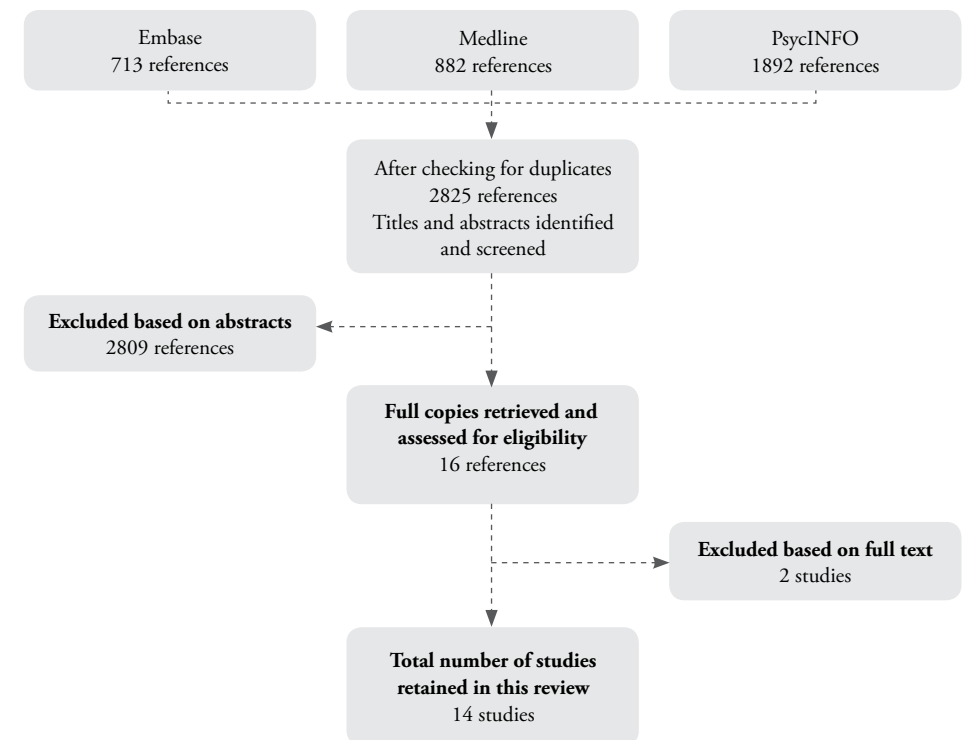 Embase
713 references
Medline
882 references
PsycINFO
1892 references
After checking for duplicates
2825 references
Titles and abstracts identified
and screened
Excluded based on abstracts
2809 references
Full copies retrieved and
assessed for eligibility
16 references
Excluded based on full text
2 studies
Total number of studies
retained in this review
14 studies